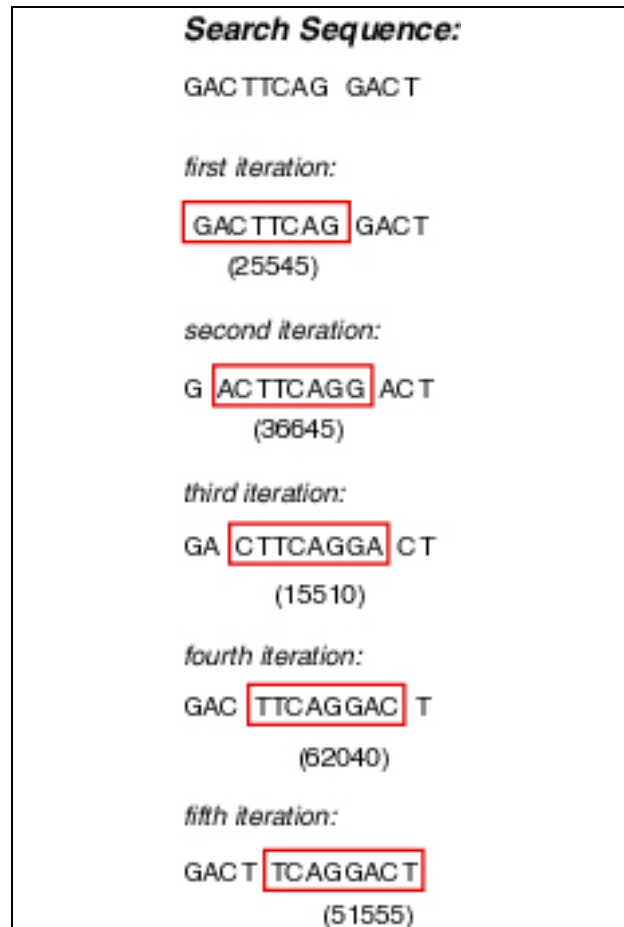 Search Sequence:
GACTTCAG GACT
first iteration:
GACTTCAG GACT
(25545)
second iteration:
G ACTTCAGG ACT
(36645)
third iteration:
GA CTTCAGGA CT
(15510)
fourth iteration:
GAC TTCAGGAC T
(62040)
fifth iteration:
GACT TCAGGACT
(51555)